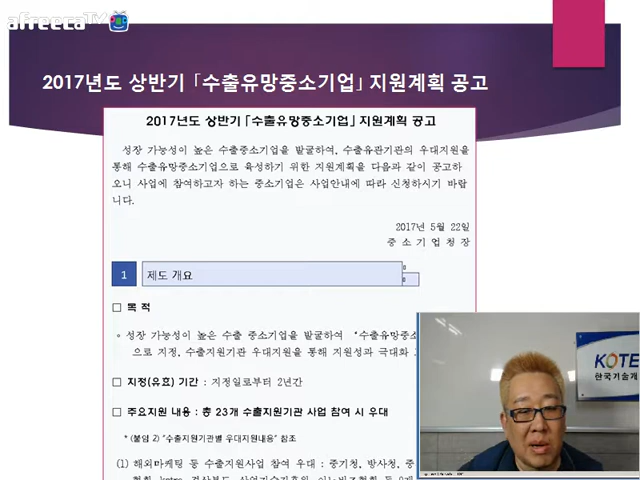 afreecaTV
2017년도 상반기 「수출유망중소기업」 지원계획 공고
2017년도 상반기 ｢수출유망중소기업｣ 지원계획 공고
성장 가능성이 높은 수출중소기업을 발굴하여, 수출유관기관의 우대지원을
통해 수출유망중소기업으로 육성하기 위한 지원계획을 다음과 같이 공고하
오니 사업에 참여하고자 하는 중소기업은 사업안내에 따라 신청하시기 바랍
니다.
2017년 5월 22일
중 소 기 업 청 장
1 제도 개요
□ 목 적
◦ 성장 가능성이 높은 수출 중소기업을 발굴하여 “수출유망중소
으로 지정, 수출지원기관 우대지원을 통해 지원성과 극대화
□ 지정(유효) 기간 : 지정일로부터 2년간
□ 주요지원 내용 : 총 23개 수출지원기관 사업 참여 시 우대
* (붙임 2) "수출지원기관별 우대지원내용" 참조
(1) 해외마케팅 등 수출지원사업 참여 우대 : 중기청, 방사청, 중
KOTE
한국기술개